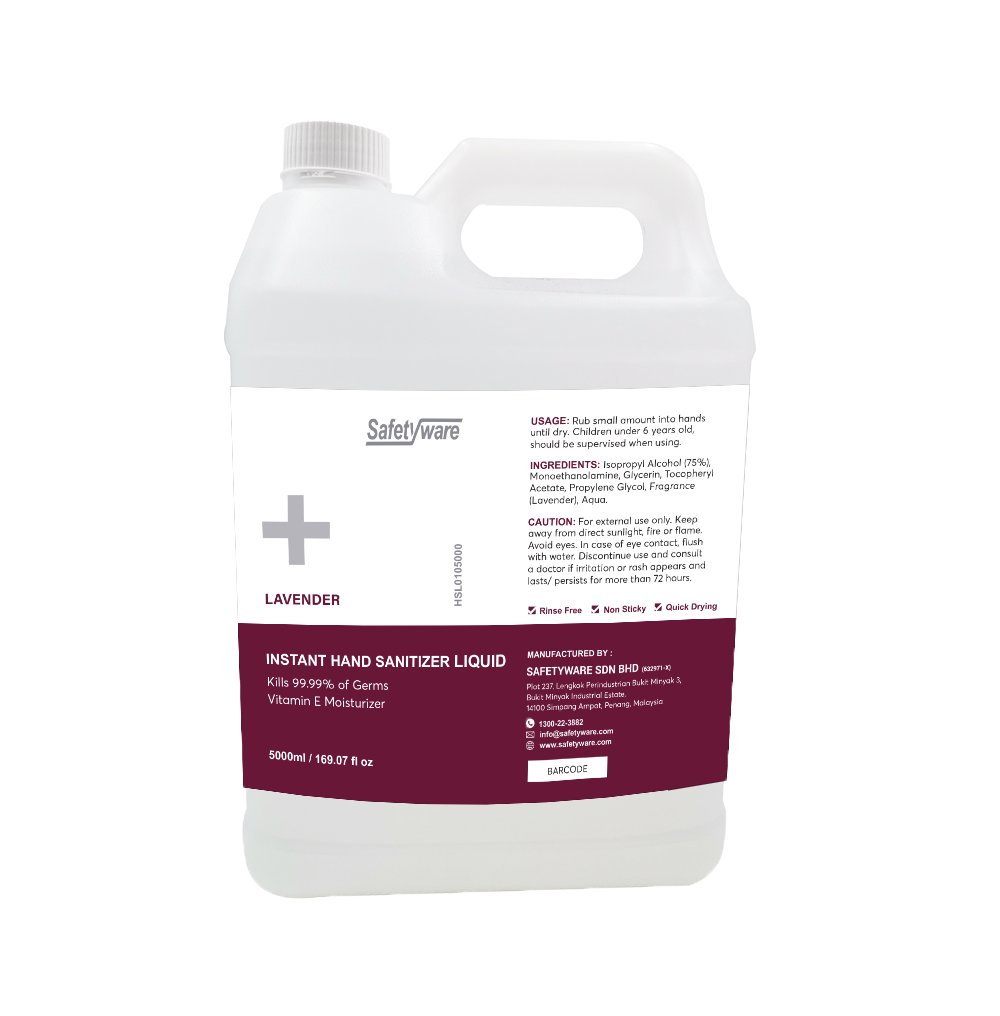 Safetyware
LAVENDER
HSL0105000
INSTANT HAND SANITIZER LIQUID
Kills 99.99% of Germs
Vitamin E Moisturizer
5000ml / 169.07 fl oz
USAGE: Rub small amount into hands
until dry. Children under 6 years old,
should be supervised when using.
INGREDIENTS: Isopropyl Alcohol (75%),
Monoethanolamine, Glycerin, Tocopheryl
Acetate, Propylene Glycol, Fragrance
(Lavender), Aqua.
CAUTION: For external use only. Keep
away from direct sunlight, fire or flame.
Avoid eyes. In case of eye contact, flush
with water. Discontinue use and consult
a doctor if irritation or rash appears and
lasts/ persists for more than 72 hours.
Rinse Free Non Sticky Quick Drying
MANUFACTURED BY :
SAFETYWARE SDN BHD (632971-X)
Plot 237, Lengkok Perindustrian Bukit Minyak 3,
Bukit Minyak Industrial Estate,
14100 Simpang Ampat, Penang, Malaysia
1300-22-3882
info@safetyware.com
www.safetyware.com
BARCODE